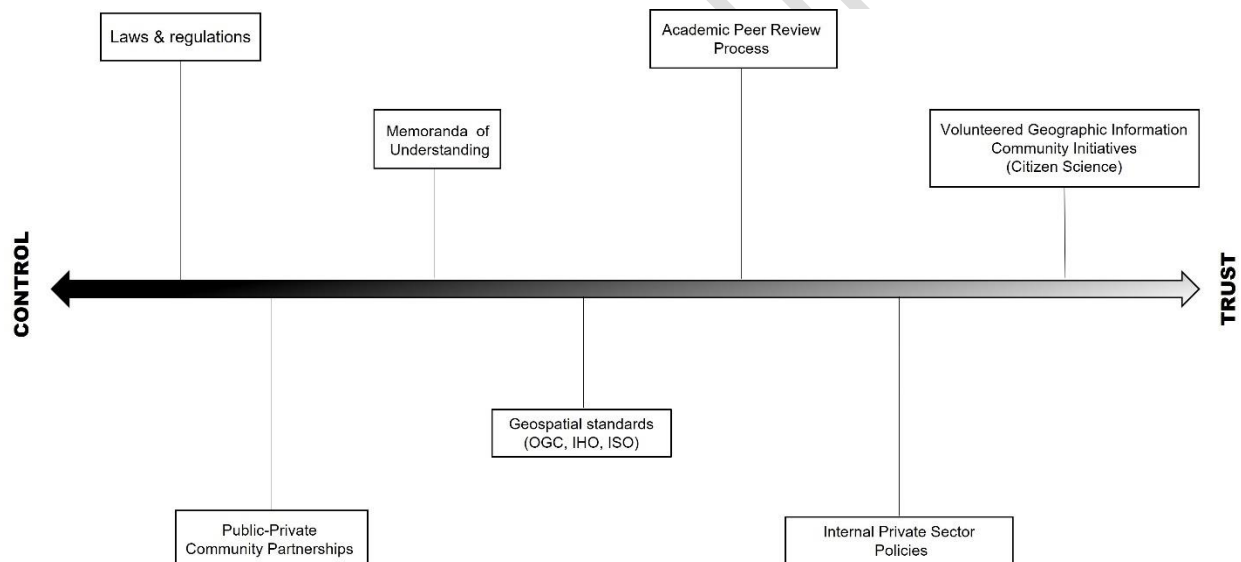 Laws & regulations
Academic Peer Review
Process
Memoranda of
Understanding
Volunteered Geographic Information
Community Initiatives
(Citizen Science)
CONTROL
TRUST
Geospatial standards
(OGC, IHO, ISO)
Public-Private
Community Partnerships
Internal Private Sector
Policies